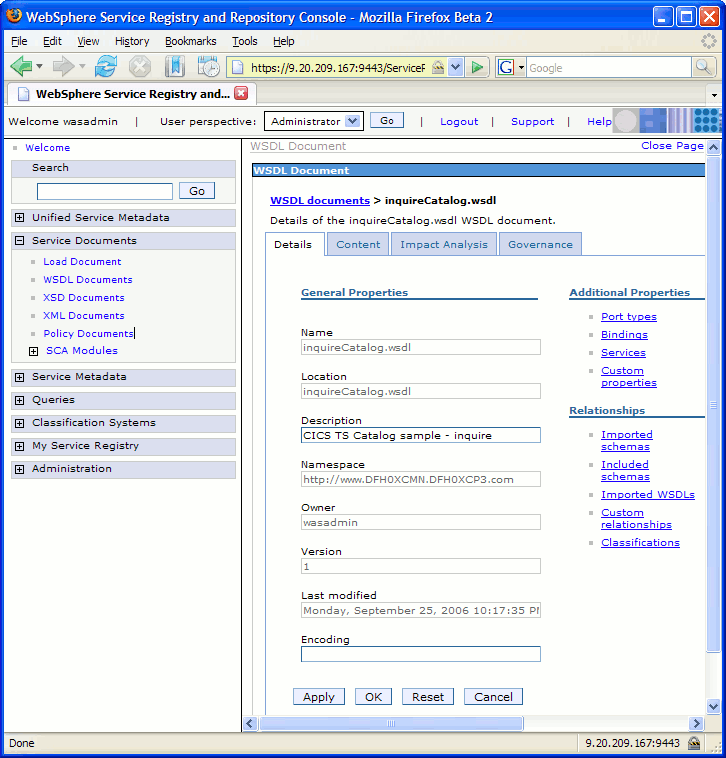 WebSphere Service Registry and Repository Console - Mozilla Firefox Beta 2
File Edit View History Bookmarks Tools Help
https://9.20.209.167:9443/ServiceR
G Google
WebSphere Service Registry and...
Welcome wasadmin | User perspective: Administrator Go | Logout | Support | Help
Welcome
Search
Go
Unified Service Metadata
Service Documents
Load Document
WSDL Documents
XSD Documents
XML Documents
Policy Documents
SCA Modules
Service Metadata
Queries
Classification Systems
My Service Registry
Administration
WSDL Document Close Page
WSDL Document
WSDL documents > inquireCatalog.wsdl
Details of the inquireCatalog.wsdl WSDL document.
Details Content Impact Analysis Governance
General Properties
Name
inquireCatalog.wsdl
Location
inquireCatalog.wsdl
Description
CICS TS Catalog sample - inquire
Namespace
http://www.DFH0XCMN.DFH0XCP3.com
Owner
wasadmin
Version
1
Last modified
Monday, September 25, 2006 10:17:35 PM
Encoding
Apply OK Reset Cancel
Additional Properties
Port types
Bindings
Services
Custom
properties
Relationships
Imported
schemas
Included
schemas
Imported WSDLs
Custom
relationships
Classifications
Done 9.20.209.167:9443